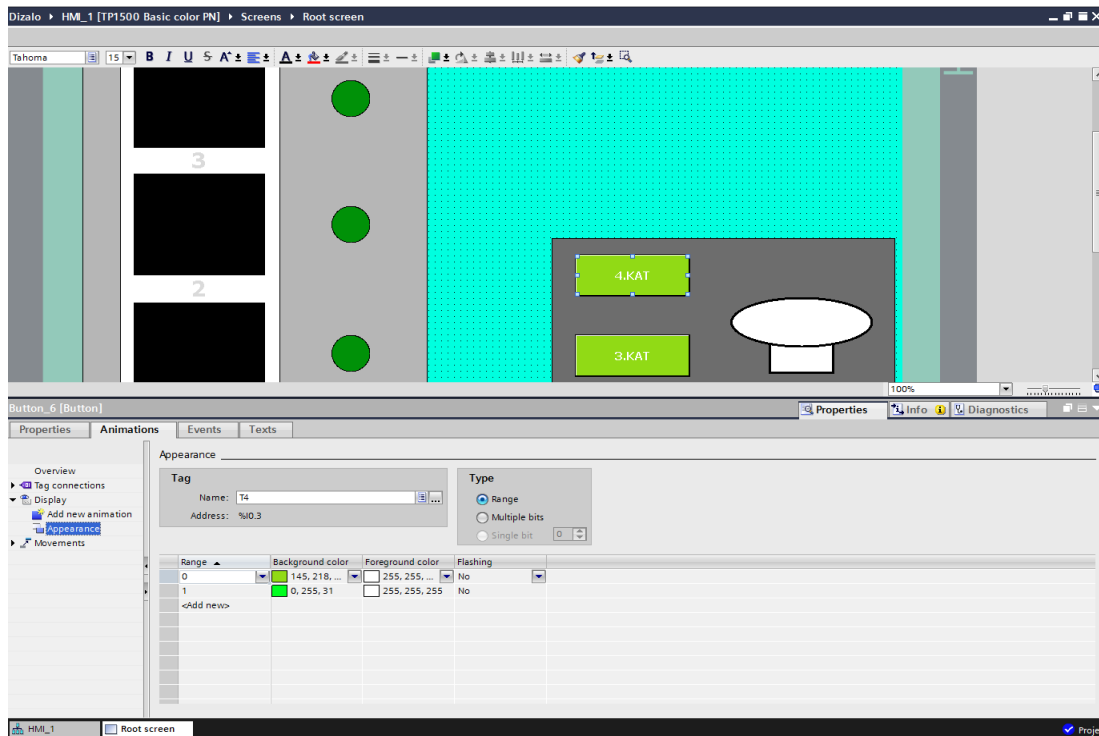 Dizalo ▸ HMI_1 [TP1500 Basic color PN] ▸ Screens ▸ Root screen
Tahoma 15 B I U S A A
3
2
4.KAT
3.KAT
100%
Button_6 [Button]
Properties Info Diagnostics
Properties Animations Events Texts
Appearance
Overview
Tag connections
Display
Add new animation
Appearance
Movements
Tag
Name: T4
Address: %I0.3
Type
Range
Multiple bits
Single bit 0
Range Background color Foreground color Flashing
0 145, 218, ... 255, 255, ... No
1 0, 255, 31 255, 255, 255 No
<Add new>
HMI_1 Root screen